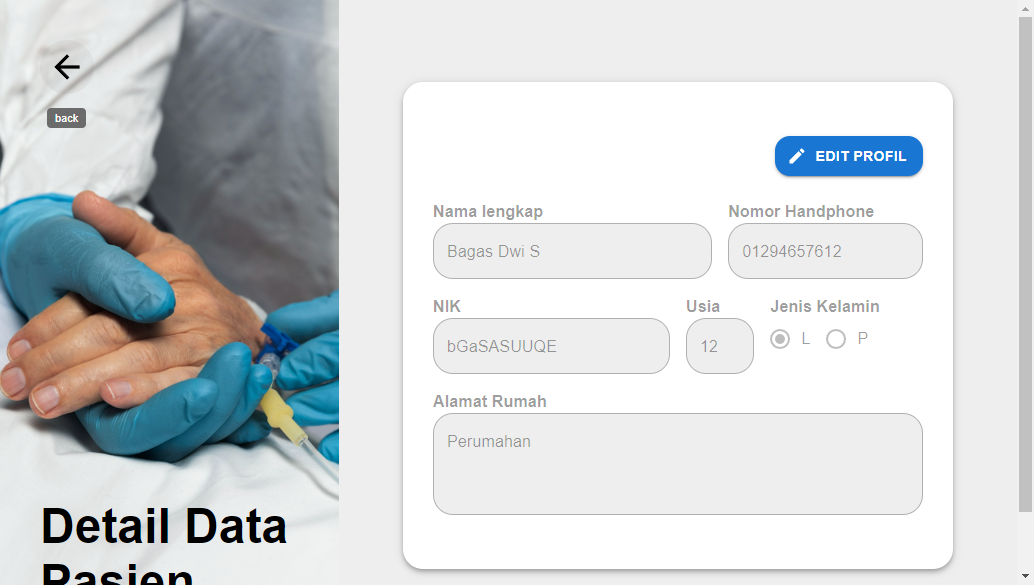 back
EDIT PROFIL
Nama lengkap
Nomor Handphone
Bagas Dwi S
01294657612
NIK
Usia
Jenis Kelamin
bGaSASUUQE
12
L
P
Alamat Rumah
Perumahan
Detail Data
Pasien